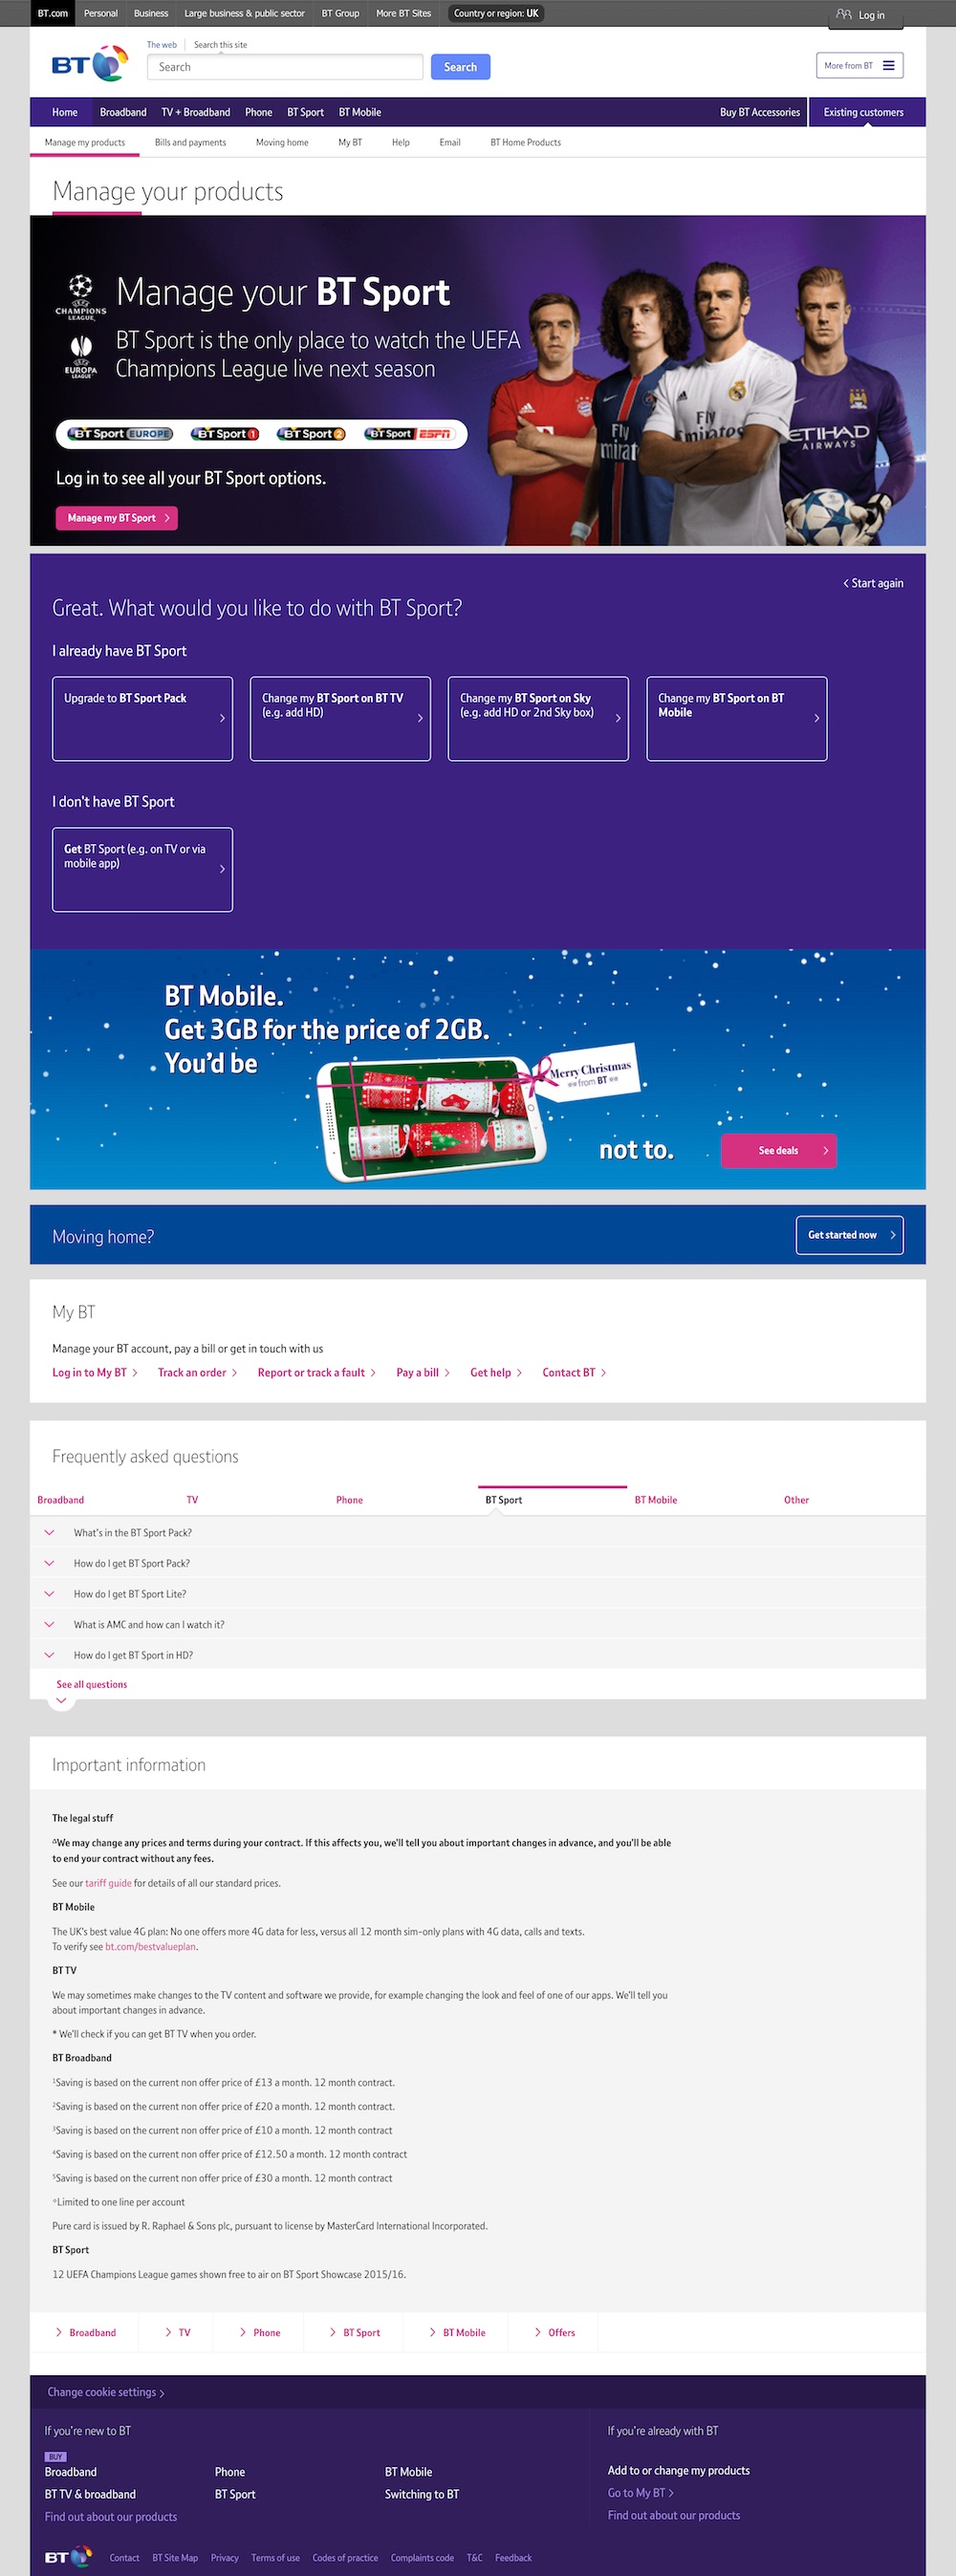 BT.com Personal Business Large business & public sector BT Group More BT Sites Country or region: UK Log in
The web Search this site
BT Search Search More from BT
Home Broadband TV + Broadband Phone BT Sport BT Mobile Buy BT Accessories Existing customers
Manage my products Bills and payments Moving home My BT Help Email BT Home Products
Manage your products
UEFA
CHAMPIONS
LEAGUE
Manage your BT Sport
BT Sport is the only place to watch the UEFA
Champions League live next season
UEFA
EUROPA
LEAGUE
BT Sport EUROPE BT Sport 1 BT Sport 2 BT Sport ESPN
Fly
Emirates
ETIHAD
AIRWAYS
Log in to see all your BT Sport options.
Manage my BT Sport
Start again
Great. What would you like to do with BT Sport?
I already have BT Sport
Upgrade to BT Sport Pack
Change my BT Sport on BT TV
(e.g. add HD)
Change my BT Sport on Sky
(e.g. add HD or 2nd Sky box)
Change my BT Sport on BT
Mobile
I don't have BT Sport
Get BT Sport (e.g. on TV or via
mobile app)
BT Mobile.
Get 3GB for the price of 2GB.
You'd be
Merry Christmas
from BT
not to.
See deals
Moving home? Get started now
My BT
Manage your BT account, pay a bill or get in touch with us
Log in to My BT Track an order Report or track a fault Pay a bill Get help Contact BT
Frequently asked questions
Broadband TV Phone BT Sport BT Mobile Other
What's in the BT Sport Pack?
How do I get BT Sport Pack?
How do I get BT Sport Lite?
What is AMC and how can I watch it?
How do I get BT Sport in HD?
See all questions
Important information
The legal stuff
ᐞWe may change any prices and terms during your contract. If this affects you, we'll tell you about important changes in advance, and you'll be able
to end your contract without any fees.
See our tariff guide for details of all our standard prices.
BT Mobile
The UK's best value 4G plan: No one offers more 4G data for less, versus all 12 month sim-only plans with 4G data, calls and texts.
To verify see bt.com/bestvalueplan.
BT TV
We may sometimes make changes to the TV content and software we provide, for example changing the look and feel of one of our apps. We'll tell you
about important changes in advance.
* We'll check if you can get BT TV when you order.
BT Broadband
¹Saving is based on the current non offer price of £13 a month. 12 month contract.
²Saving is based on the current non offer price of £20 a month. 12 month contract.
³Saving is based on the current non offer price of £10 a month. 12 month contract
⁴Saving is based on the current non offer price of £12.50 a month. 12 month contract
⁵Saving is based on the current non offer price of £30 a month. 12 month contract
°Limited to one line per account
Pure card is issued by R. Raphael & Sons plc, pursuant to license by MasterCard International Incorporated.
BT Sport
12 UEFA Champions League games shown free to air on BT Sport Showcase 2015/16.
Broadband TV Phone BT Sport BT Mobile Offers
Change cookie settings
If you're new to BT
BUY
Broadband Phone BT Mobile
BT TV & broadband BT Sport Switching to BT
Find out about our products
If you're already with BT
Add to or change my products
Go to My BT
Find out about our products
BT Contact BT Site Map Privacy Terms of use Codes of practice Complaints code T&C Feedback